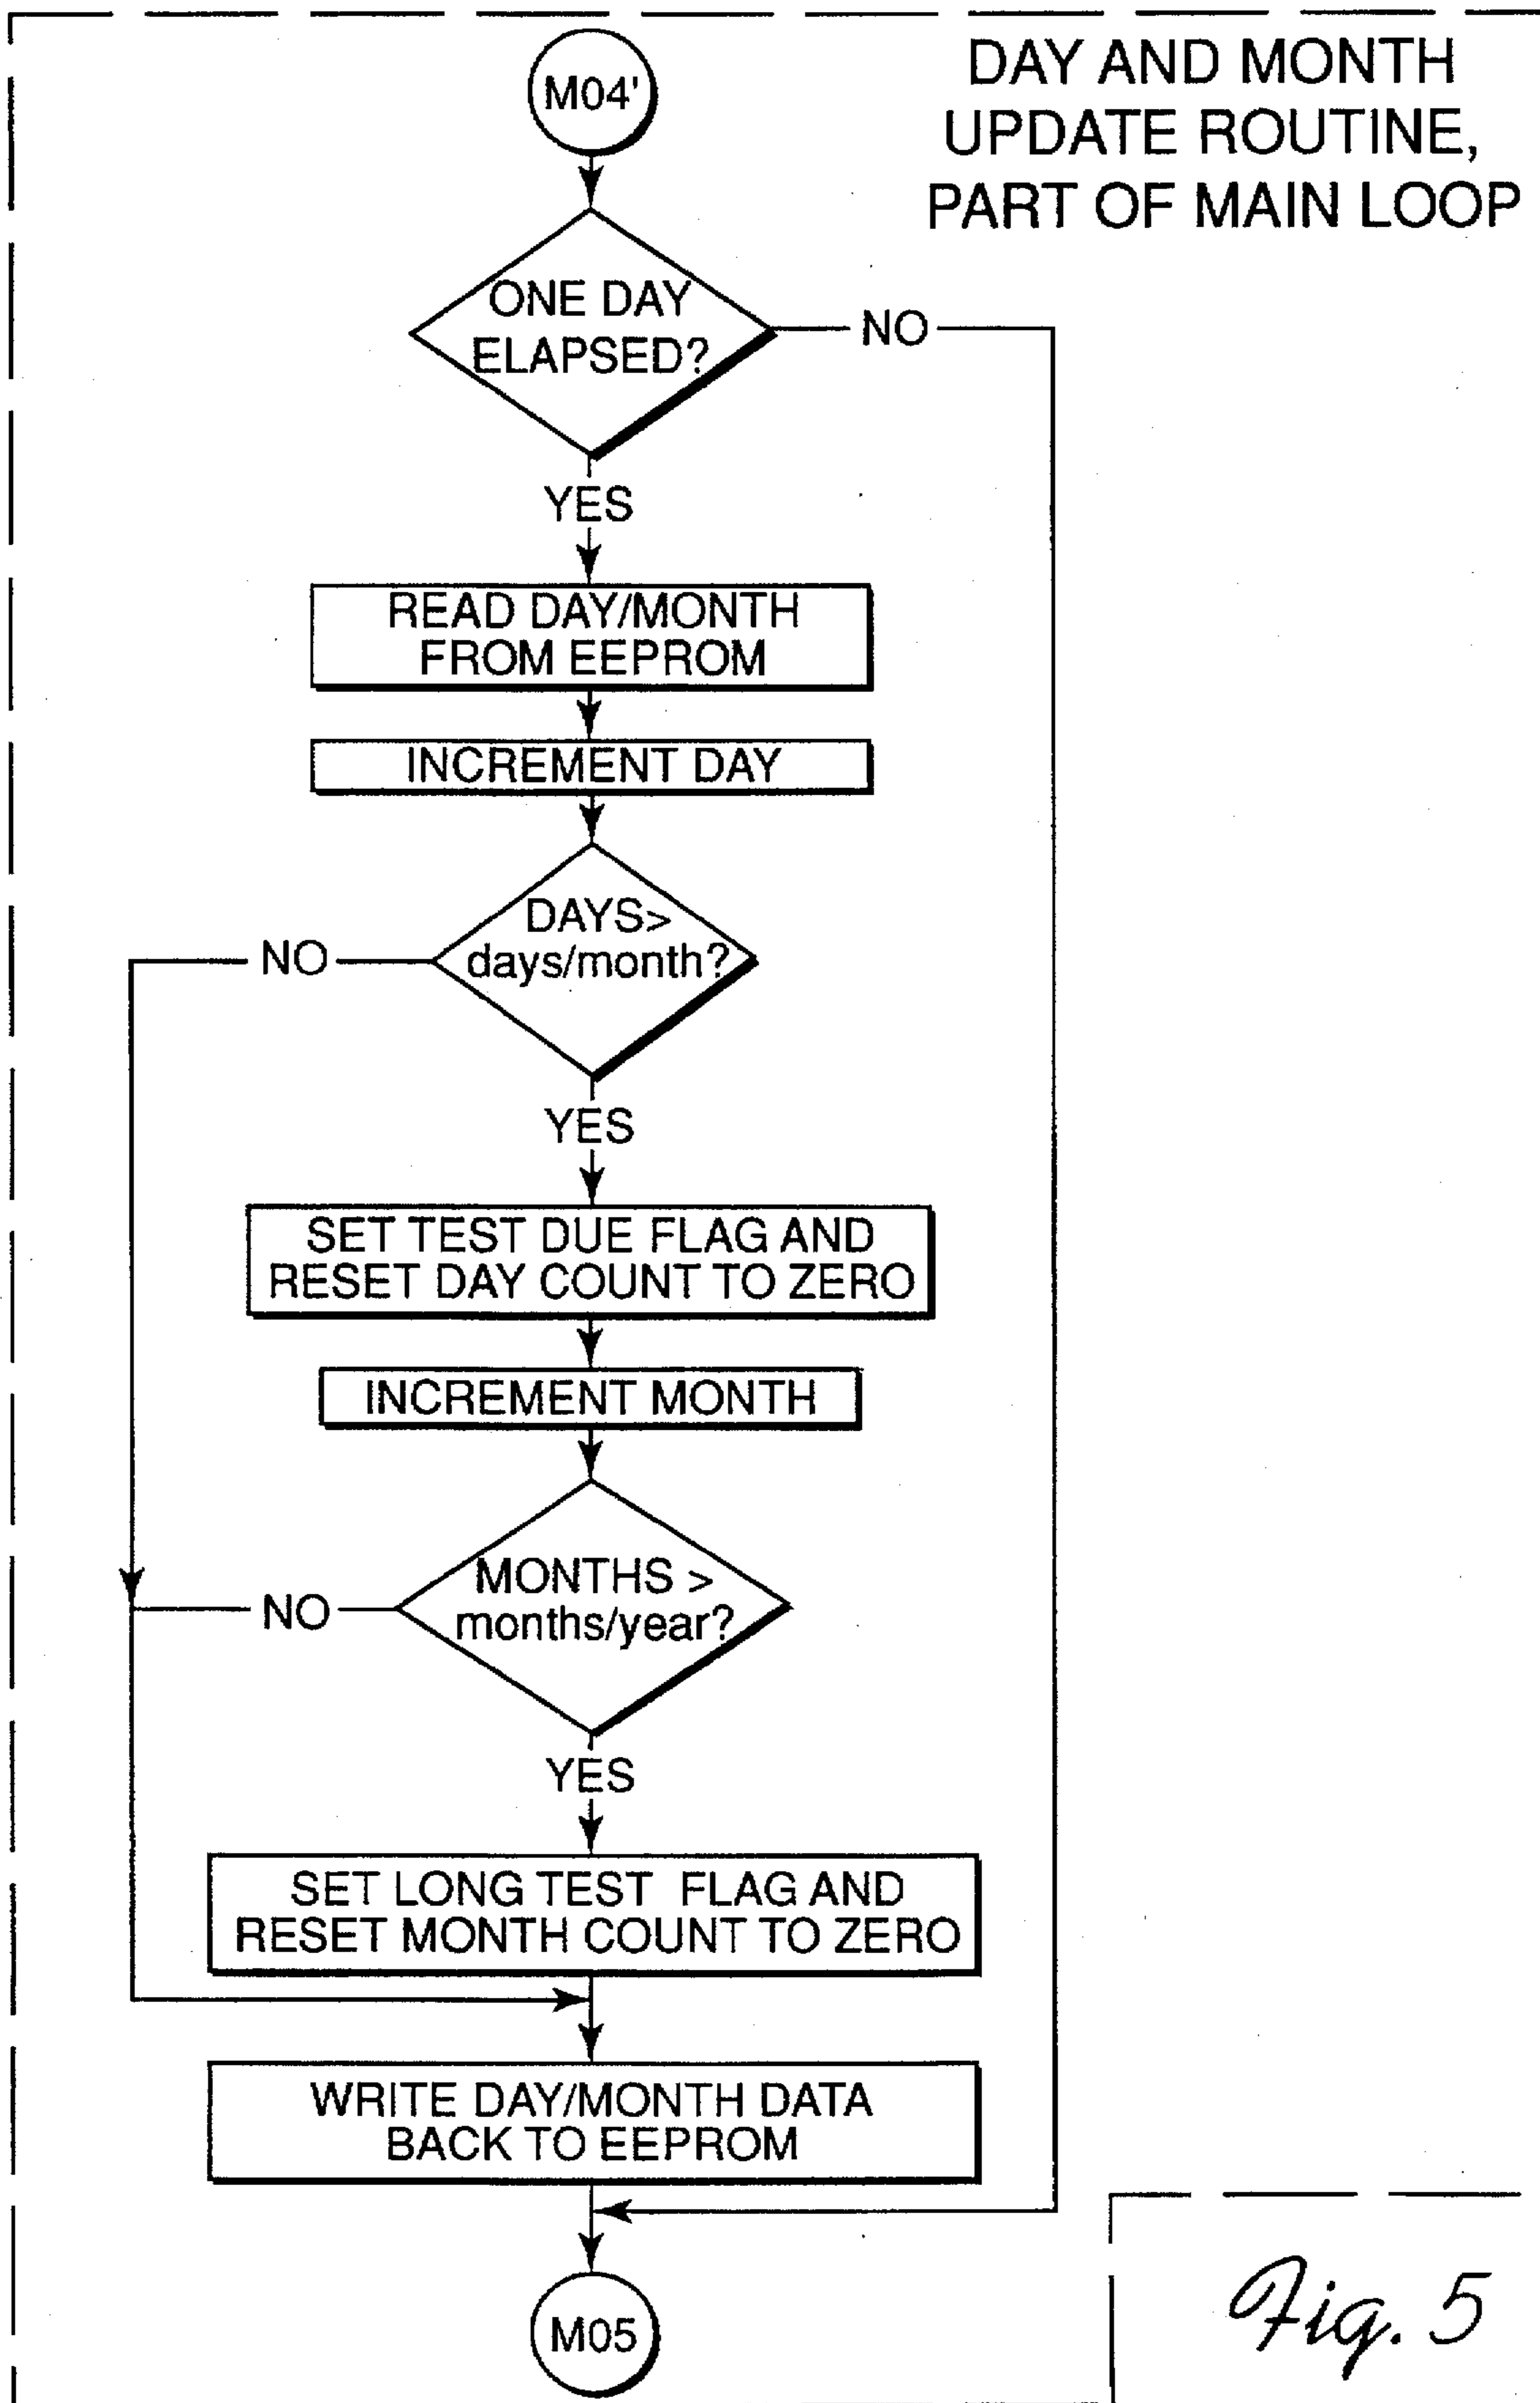 M04'
DAY AND MONTH
UPDATE ROUTINE,
PART OF MAIN LOOP
ONE DAY
ELAPSED?
NO
YES
READ DAY/MONTH
FROM EEPROM
INCREMENT DAY
DAYS>
days/month?
NO
YES
SET TEST DUE FLAG AND
RESET DAY COUNT TO ZERO
INCREMENT MONTH
MONTHS >
months/year?
NO
YES
SET LONG TEST FLAG AND
RESET MONTH COUNT TO ZERO
WRITE DAY/MONTH DATA
BACK TO EEPROM
M05
Fig. 5